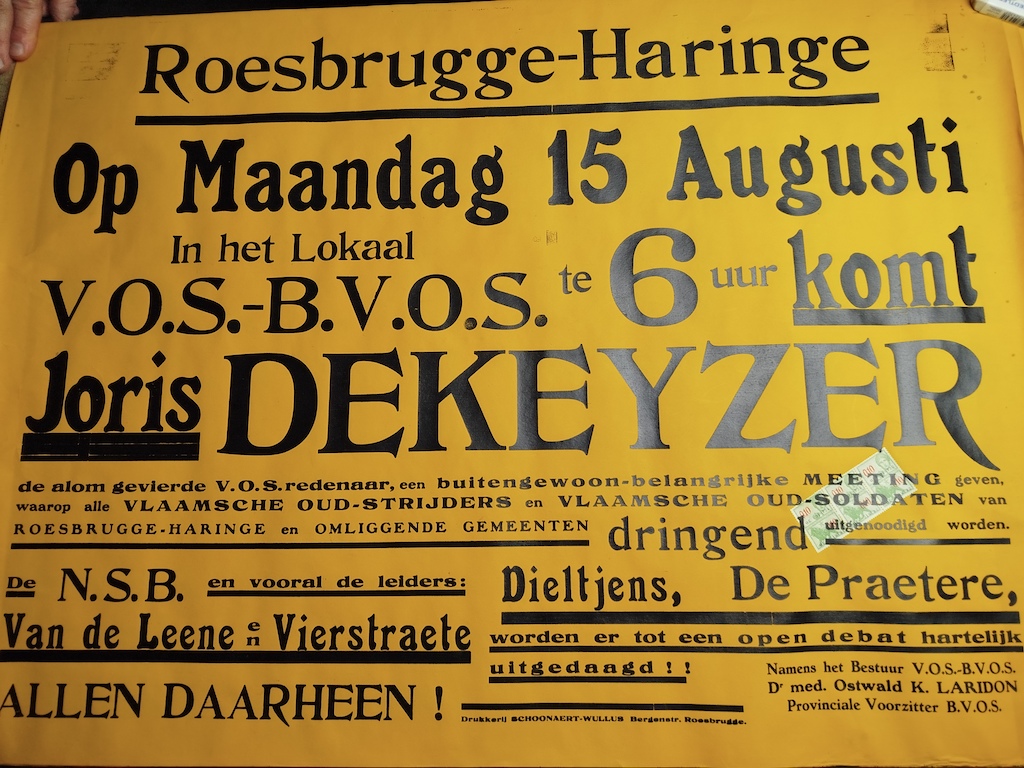 Roesbrugge-Haringe
Op Maandag 15 Augusti
In het Lokaal
V.O.S.-B.V.O.S. te 6 uur komt
Joris DEKEYZER
de alom gevierde V.O.S.redenaar, een buitengewoon-belangrijke MEETING geven,
waarop alle VLAAMSCHE OUD-STRIJDERS en VLAAMSCHE OUD-SOLDATEN van
ROESBRUGGE-HARINGE en OMLIGGENDE GEMEENTEN dringend uitgenoodigd worden.
De N.S.B. en vooral de leiders: Dieltjens, De Praetere,
Van de Leene en Vierstraete worden er tot een open debat hartelijk
uitgedaagd !!
ALLEN DAARHEEN !
Namens het Bestuur V.O.S.-B.V.O.S.
Dr med. Ostwald K. LARIDON
Provinciale Voorzitter B.V.O.S.
Drukkerij SCHOONAERT-WULLUS Bergenstr. Roesbrugge.